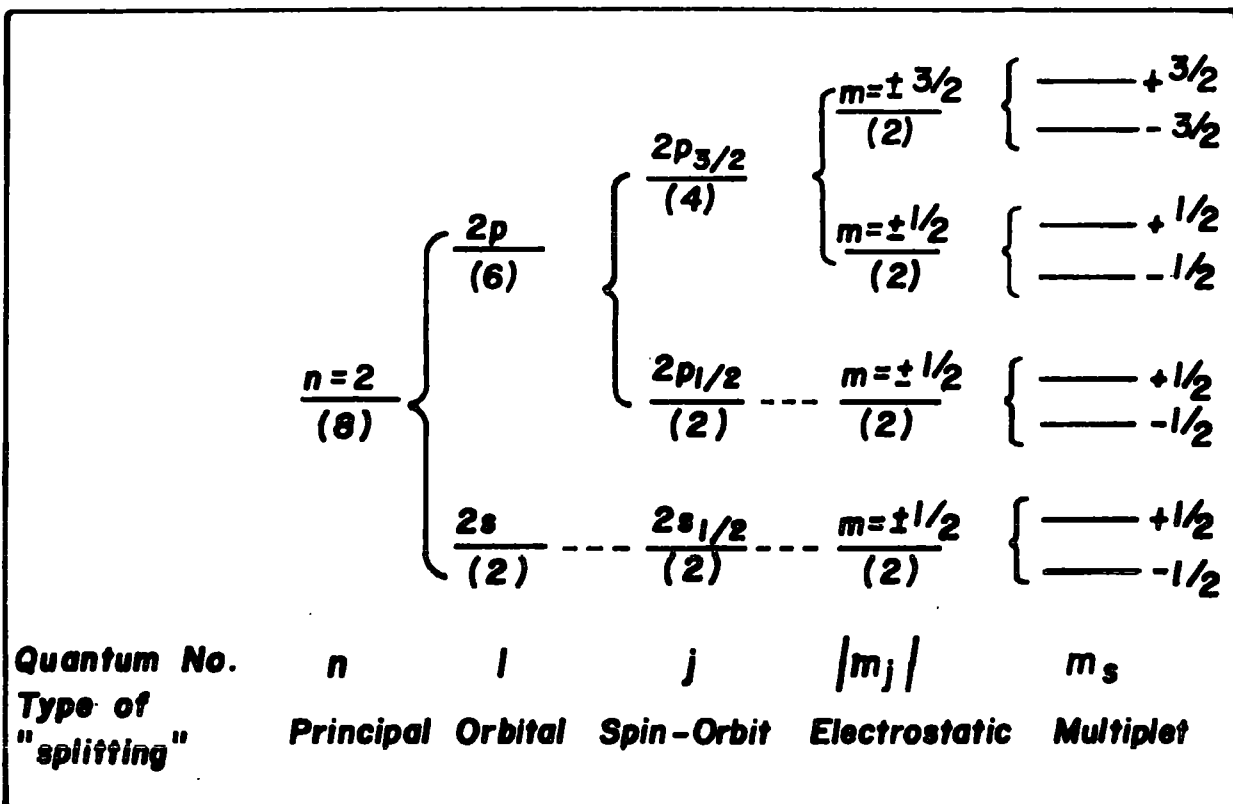 m=± 3/2
(2)
+ 3/2
- 3/2
2p3/2
(4)
m=± 1/2
(2)
+ 1/2
- 1/2
2p
(6)
n=2
(8)
2p1/2
(2)
m=± 1/2
(2)
+1/2
-1/2
2s
(2)
2s1/2
(2)
m=±1/2
(2)
+1/2
-1/2
Quantum No. n l j |mj| ms
Type of
"splitting" Principal Orbital Spin-Orbit Electrostatic Multiplet